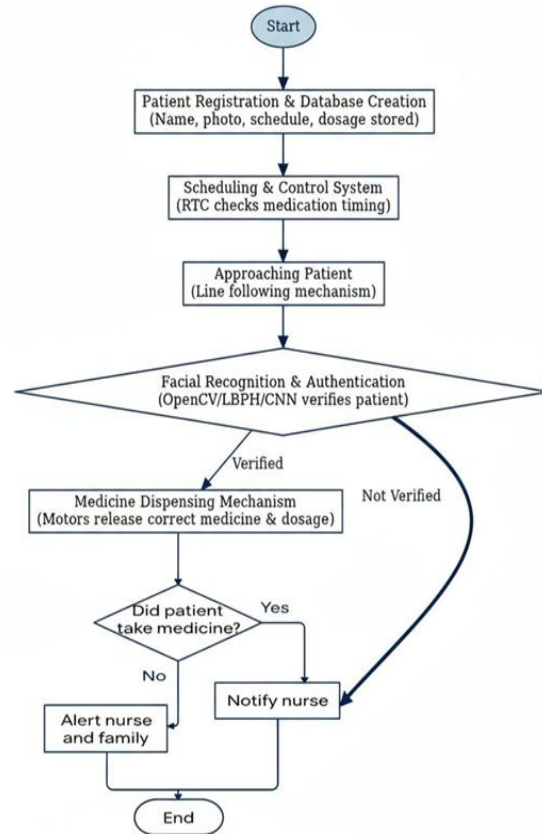 Start
Patient Registration & Database Creation
(Name, photo, schedule, dosage stored)
Scheduling & Control System
(RTC checks medication timing)
Approaching Patient
(Line following mechanism)
Facial Recognition & Authentication
(OpenCV/LBPH/CNN verifies patient)
Verified
Not Verified
Medicine Dispensing Mechanism
(Motors release correct medicine & dosage)
Did patient
take medicine?
Yes
No
Notify nurse
Alert nurse
and family
End